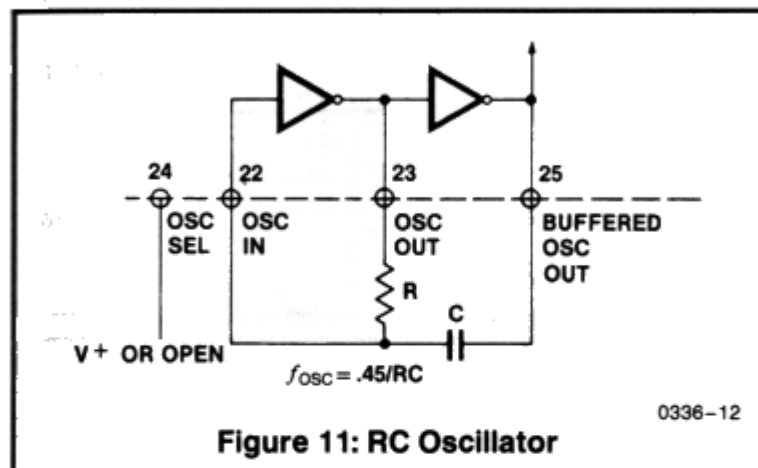 24 22 23 25
OSC OSC OSC BUFFERED
SEL IN OUT OSC
OUT
R C
V+ OR OPEN
fOSC = .45/RC
0336-12
Figure 11: RC Oscillator